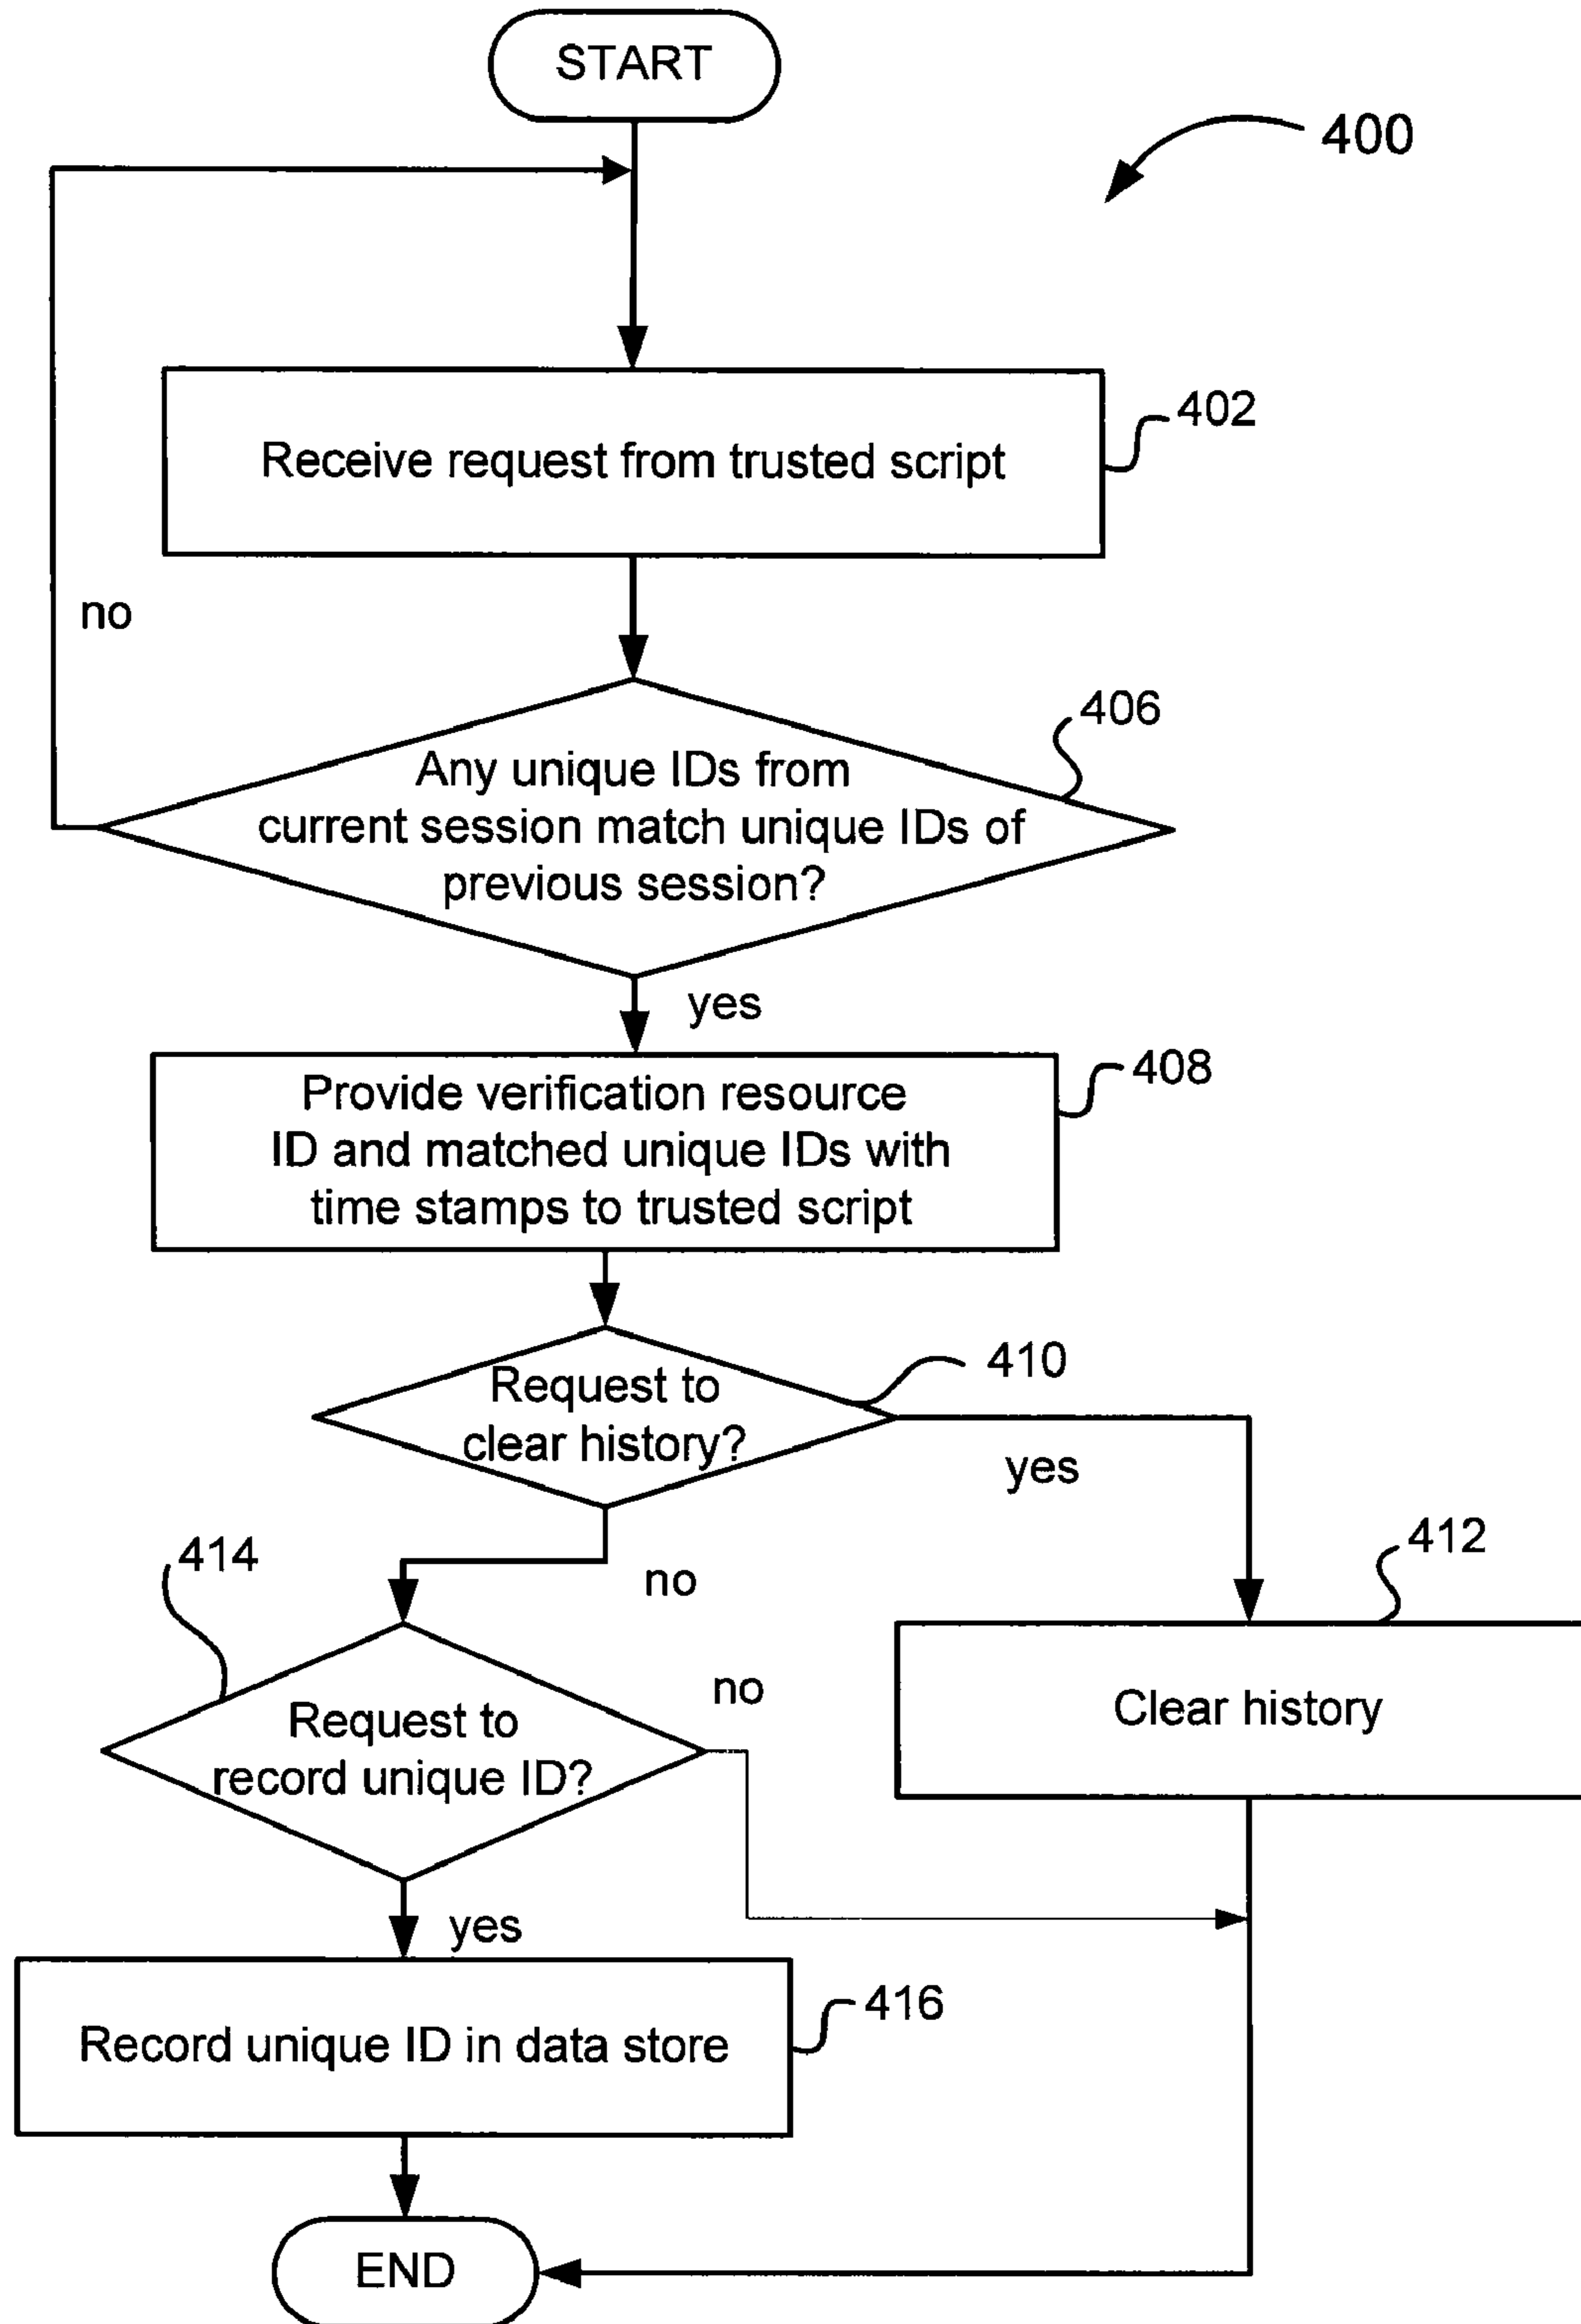 START
400
Receive request from trusted script
402
no
406
Any unique IDs from
current session match unique IDs of
previous session?
yes
Provide verification resource
ID and matched unique IDs with
time stamps to trusted script
408
Request to
clear history?
410
yes
no
414
412
Request to
record unique ID?
no
Clear history
yes
Record unique ID in data store
416
END